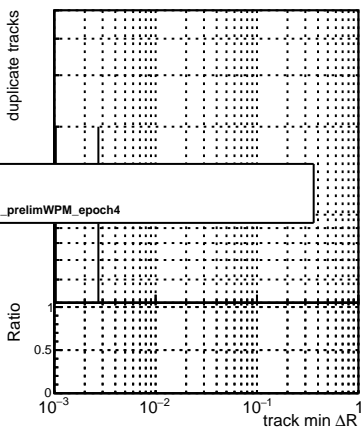 duplicate tracks
_prelimWPM_epoch4
Ratio
1
0.5
0
10⁻³ 10⁻² 10⁻¹ 1
track min ΔR